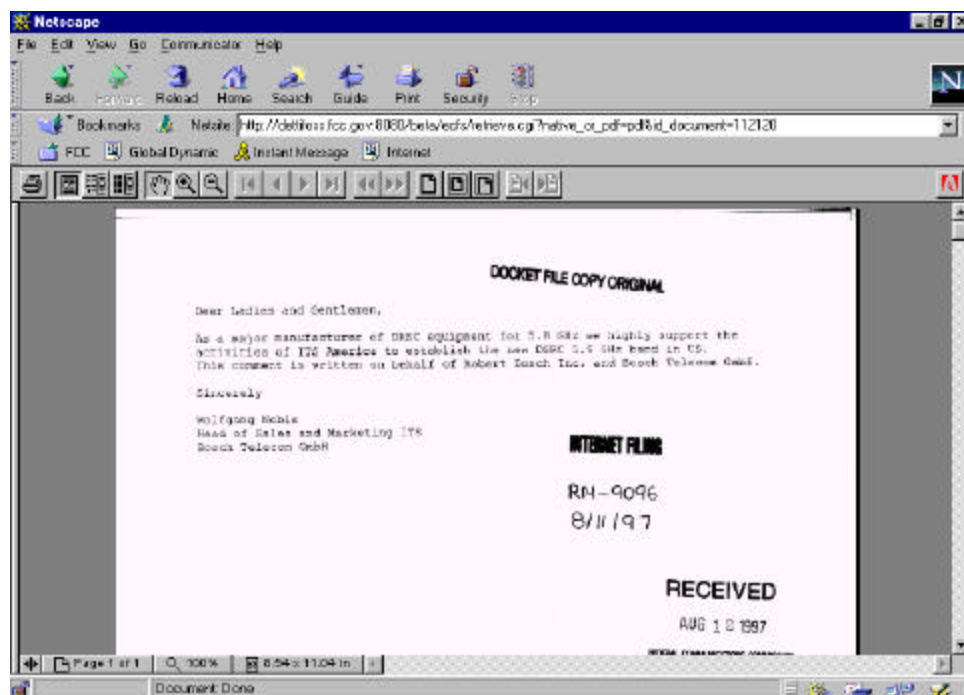 Netscape
File Edit View Go Communicator Help
Back Forward Reload Home Search Guide Print Security Stop
Bookmarks Netsite: http://dettifoss.fcc.gov:8080/beta/ecfs/retrieve.cgi?native_or_pdf=pdf&id_document=112120
FCC Global Dynamic Instant Message Internet
DOCKET FILE COPY ORIGINAL
Dear Ladies and Gentlemen,
As a major manufacturer of DSRC equipment for 5.8 GHz we highly support the
activities of ITS America to establish the new DSRC 5.9 GHz band in US.
This comment is written on behalf of Robert Bosch Inc. and Bosch Telecom GmbH.
Sincerely
Wolfgang
Head of Sales and Marketing ITS
Bosch Telecom GmbH
INTERNET FILING
RM-9096
8/11/97
RECEIVED
AUG 12 1997
FEDERAL COMMUNICATIONS COMMISSION
Page 1 of 1 100% 8.54 x 11.04 in
Document: Done